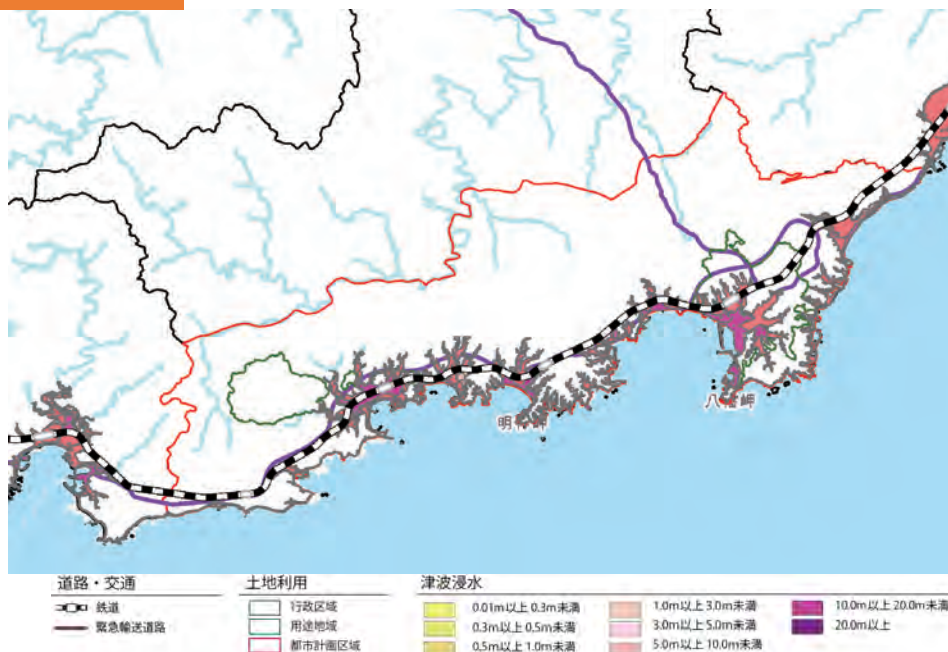 明神岬
八幡岬
道路・交通
鉄道
緊急輸送道路
土地利用
行政区域
用途地域
都市計画区域
津波浸水
0.01m以上 0.3m未満
0.3m以上 0.5m未満
0.5m以上 1.0m未満
1.0m以上 3.0m未満
3.0m以上 5.0m未満
5.0m以上 10.0m未満
10.0m以上 20.0m未満
20.0m以上